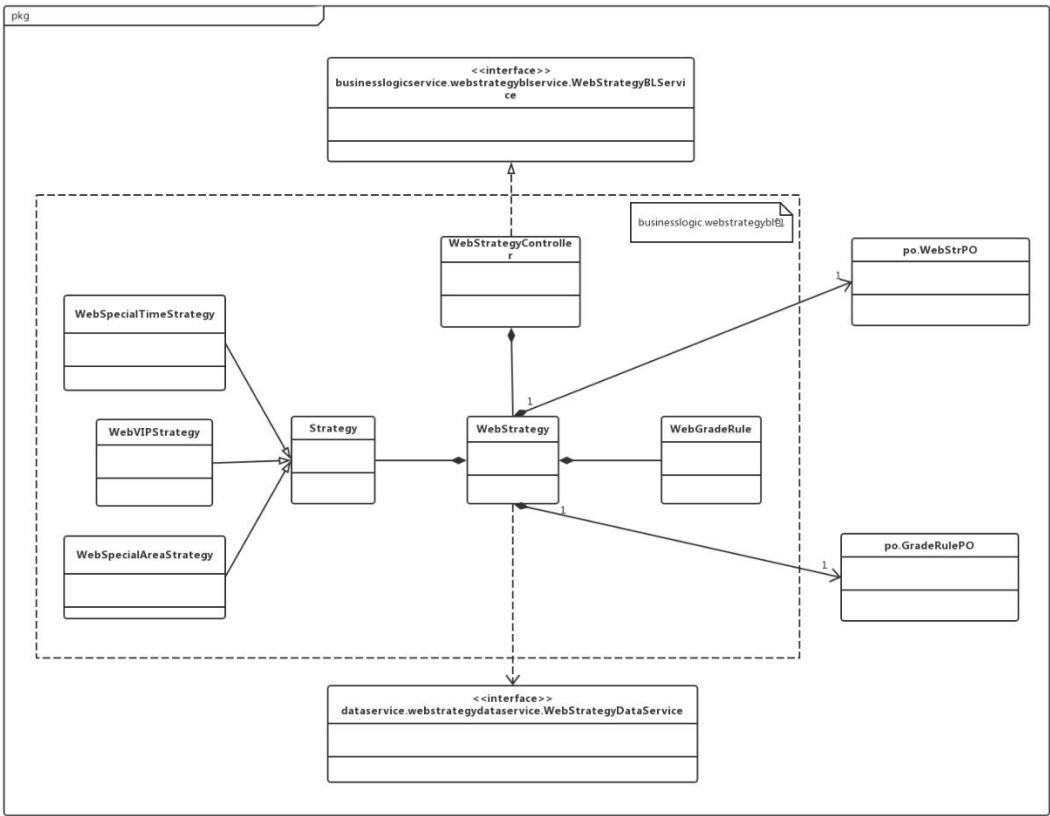 pkg
<<interface>>
businesslogicservice.webstrategyblservice.WebStrategyBLServi
ce
businesslogic.webstrategybl包
WebStrategyControlle
r
po.WebStrPO
1
WebSpecialTimeStrategy
1
WebVIPStrategy
Strategy
WebStrategy
WebGradeRule
1
WebSpecialAreaStrategy
po.GradeRulePO
1
<<interface>>
dataservice.webstrategydataservice.WebStrategyDataService